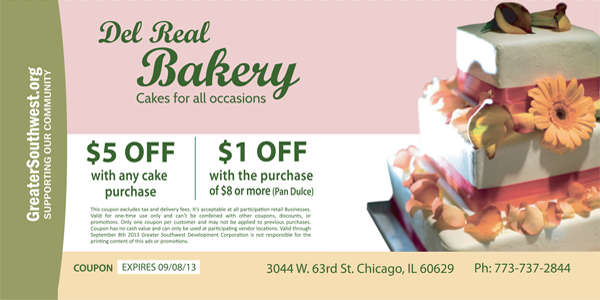 GreaterSouthwest.org
SUPPORTING OUR COMMUNITY
Del Real
Bakery
Cakes for all occasions
$5 OFF
with any cake
purchase
$1 OFF
with the purchase
of $8 or more (Pan Dulce)
This coupon excludes tax and delivery fees. It's acceptable at all participation retail Businesses.
Valid for one-time use only and can't be combined with other coupons, discounts, or
promotions. Only one coupon per customer and may not be applied to previous purchases.
Coupon has no cash value and can only be used at participating vendor locations. Valid through
September 8th 2013 Greater Southwest Development Corporation is not responsible for the
printing content of this ads or promotions.
COUPON EXPIRES 09/08/13
3044 W. 63rd St. Chicago, IL 60629 Ph: 773-737-2844